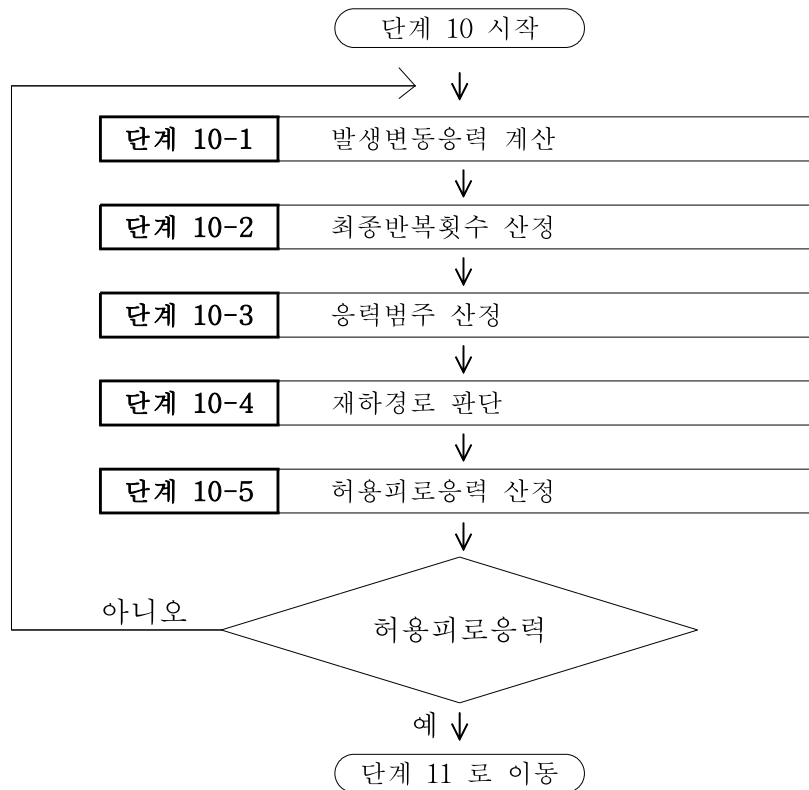 단계 10 시작
단계 10-1 발생변동응력 계산
단계 10-2 최종반복횟수 산정
단계 10-3 응력범주 산정
단계 10-4 재하경로 판단
단계 10-5 허용피로응력 산정
아니오
허용피로응력
예
단계 11 로 이동